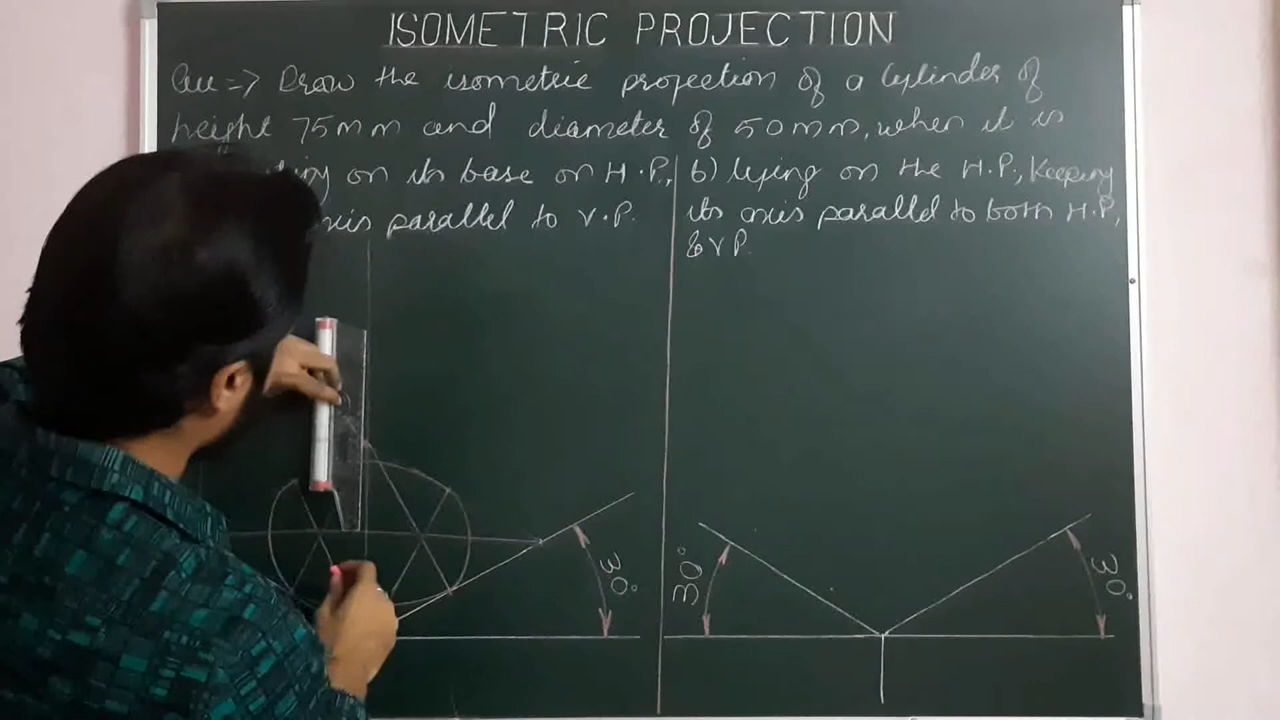 ISOMETRIC PROJECTION
Qu => Draw the isometric projection of a cylinder of
height 75mm and diameter of 50mm, when it is
on its base on H.P.,
parallel to V.P.
b) lying on the H.P., Keeping
its axis parallel to both H.P,
& V P.
30°
30°
30°